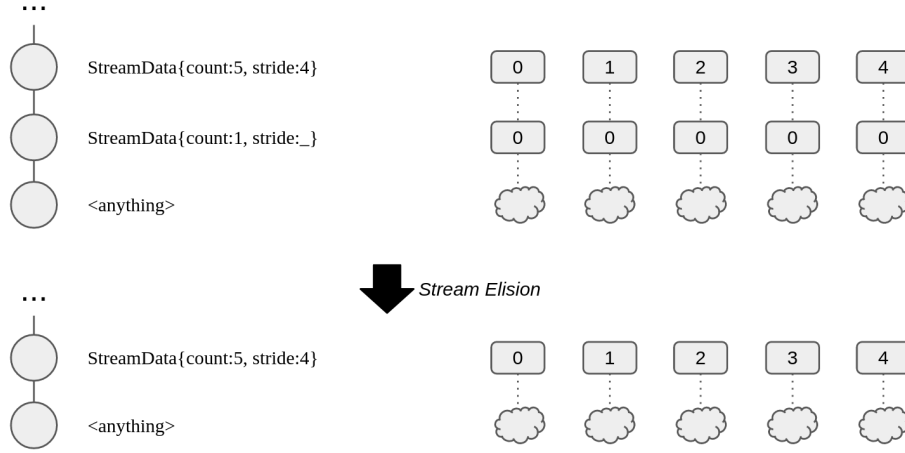 ...
StreamData{count:5, stride:4} 0 1 2 3 4
StreamData{count:1, stride:_} 0 0 0 0 0
<anything>
Stream Elision
...
StreamData{count:5, stride:4} 0 1 2 3 4
<anything>